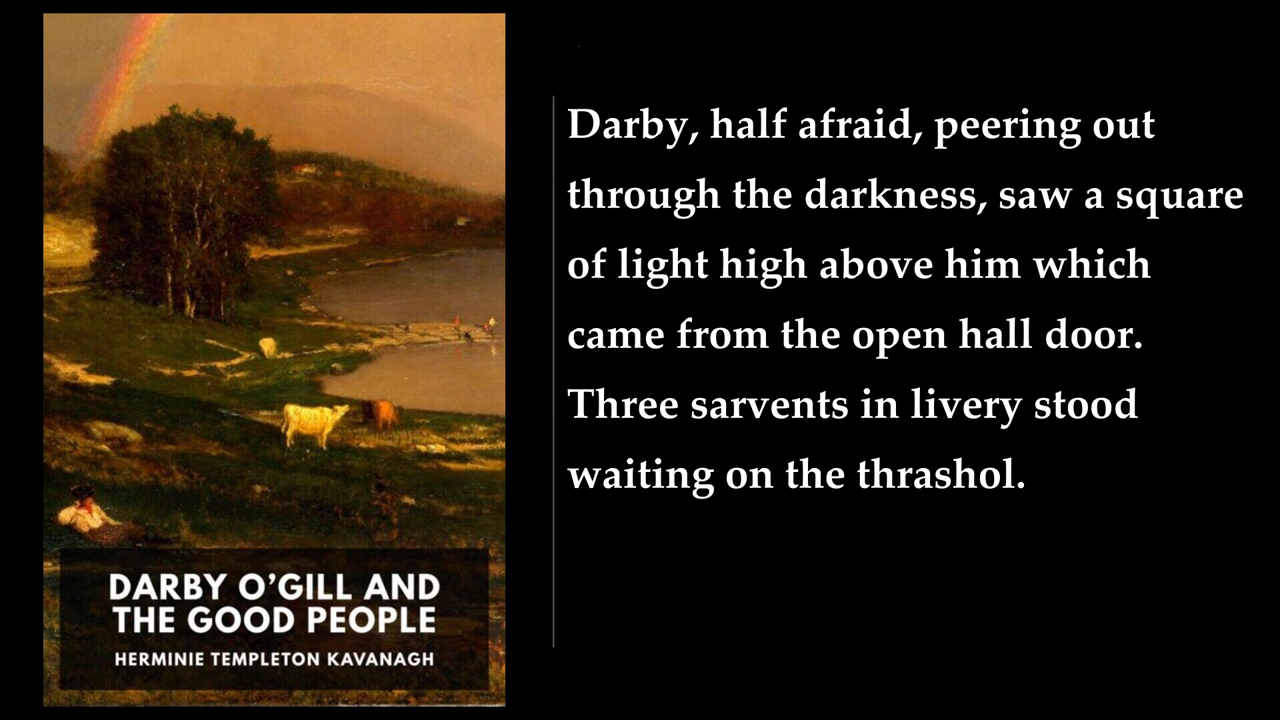 DARBY O’GILL AND
THE GOOD PEOPLE
HERMINIE TEMPLETON KAVANAGH
Darby, half afraid, peering out
through the darkness, saw a square
of light high above him which
came from the open hall door.
Three sarvents in livery stood
waiting on the thrashol.